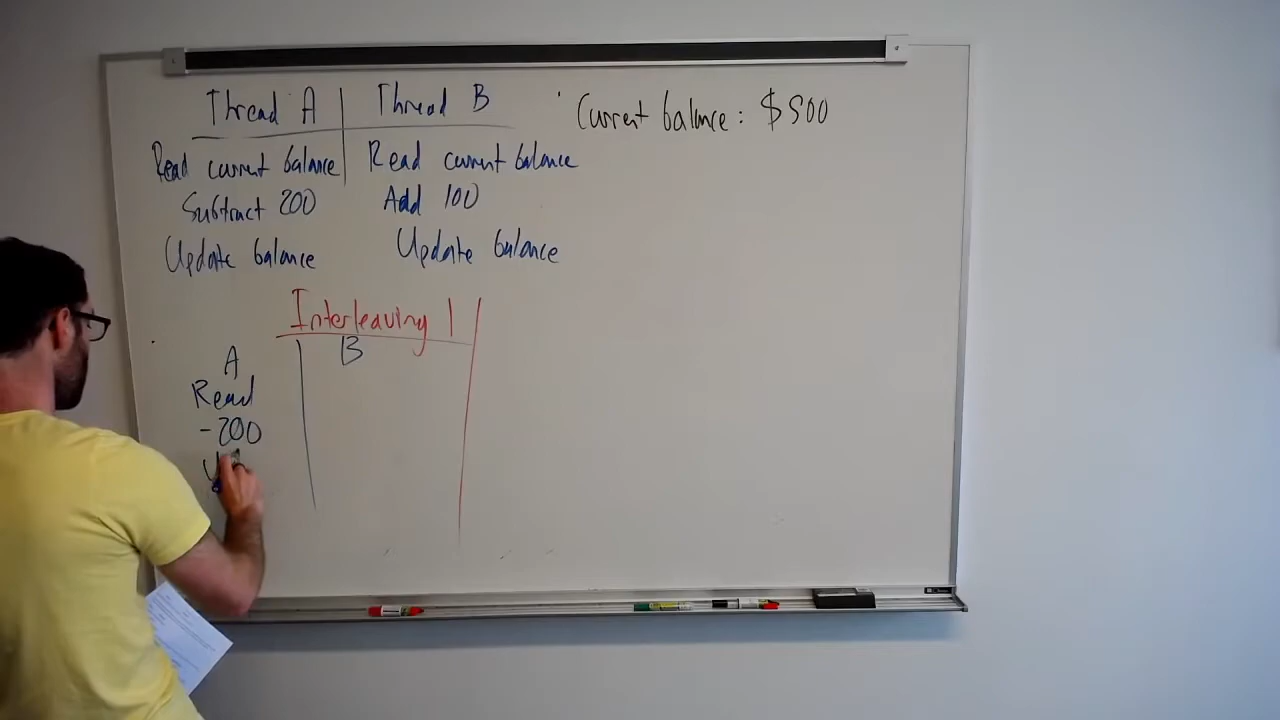 Thread A Thread B
Current balance: $500
Read current balance Read current balance
Subtract 200 Add 100
Update balance Update balance
Interleaving 1
A B
Read
-200